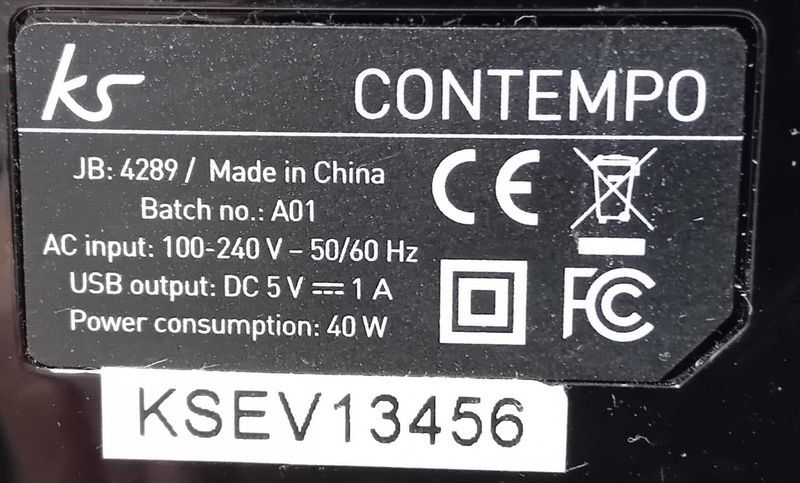 ks CONTEMPO
JB: 4289 / Made in China
Batch no.: A01
AC input: 100-240 V – 50/60 Hz
USB output: DC 5 V ⎓ 1 A
Power consumption: 40 W
CE
FC
KSEV13456